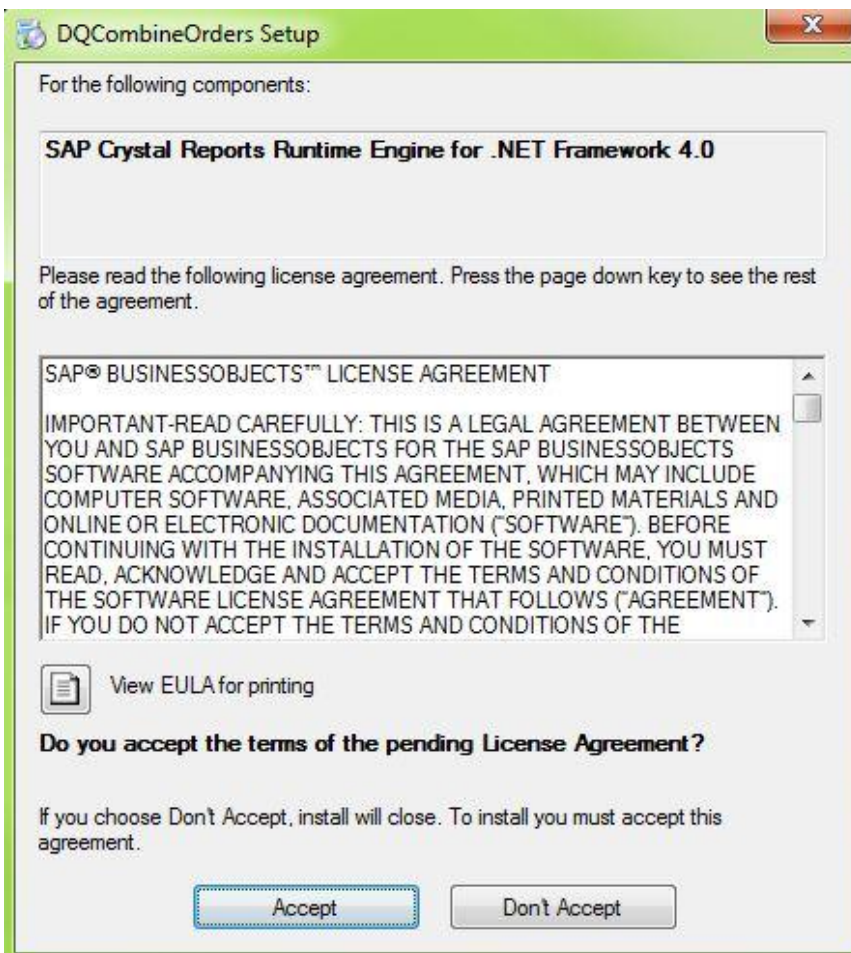 DQCombineOrders Setup
For the following components:
SAP Crystal Reports Runtime Engine for .NET Framework 4.0
Please read the following license agreement. Press the page down key to see the rest
of the agreement.
SAP® BUSINESSOBJECTS™ LICENSE AGREEMENT
IMPORTANT-READ CAREFULLY: THIS IS A LEGAL AGREEMENT BETWEEN
YOU AND SAP BUSINESSOBJECTS FOR THE SAP BUSINESSOBJECTS
SOFTWARE ACCOMPANYING THIS AGREEMENT, WHICH MAY INCLUDE
COMPUTER SOFTWARE, ASSOCIATED MEDIA, PRINTED MATERIALS AND
ONLINE OR ELECTRONIC DOCUMENTATION ("SOFTWARE"). BEFORE
CONTINUING WITH THE INSTALLATION OF THE SOFTWARE, YOU MUST
READ, ACKNOWLEDGE AND ACCEPT THE TERMS AND CONDITIONS OF
THE SOFTWARE LICENSE AGREEMENT THAT FOLLOWS ("AGREEMENT").
IF YOU DO NOT ACCEPT THE TERMS AND CONDITIONS OF THE
View EULA for printing
Do you accept the terms of the pending License Agreement?
If you choose Don't Accept, install will close. To install you must accept this
agreement.
Accept
Don't Accept